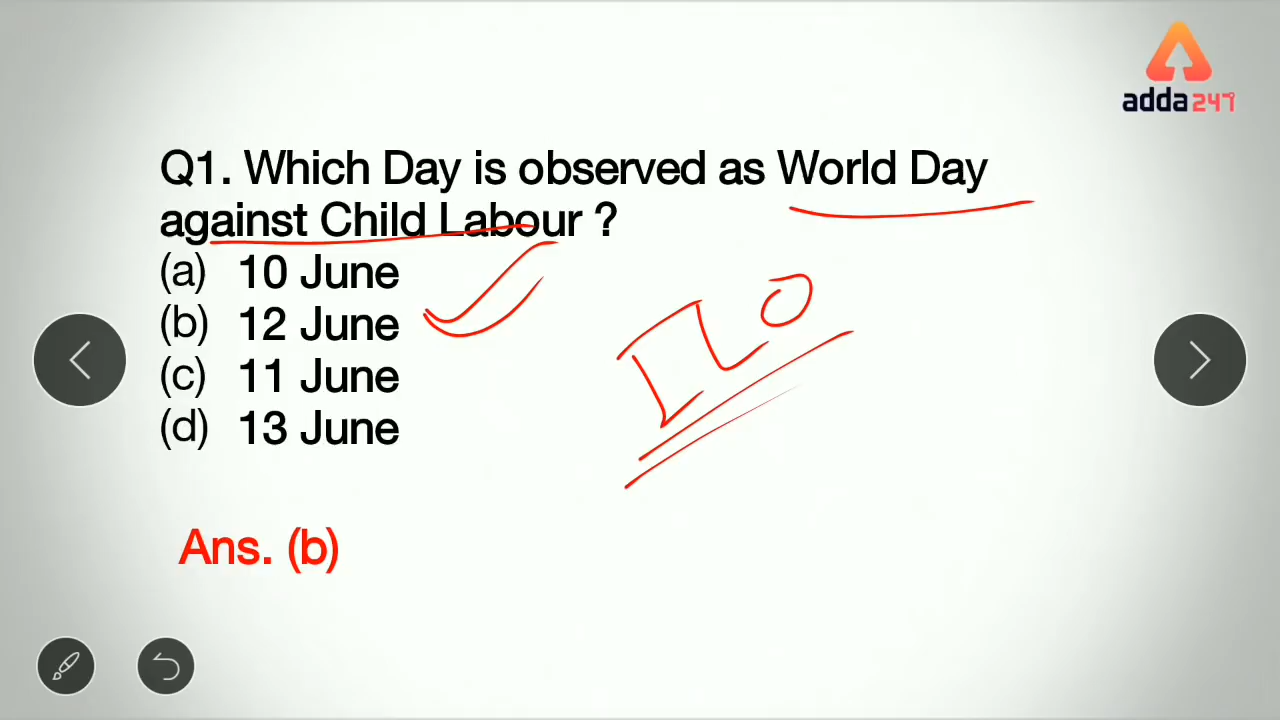 adda247
Q1. Which Day is observed as World Day
against Child Labour ?
(a) 10 June
(b) 12 June
(c) 11 June
(d) 13 June
ILO
Ans. (b)